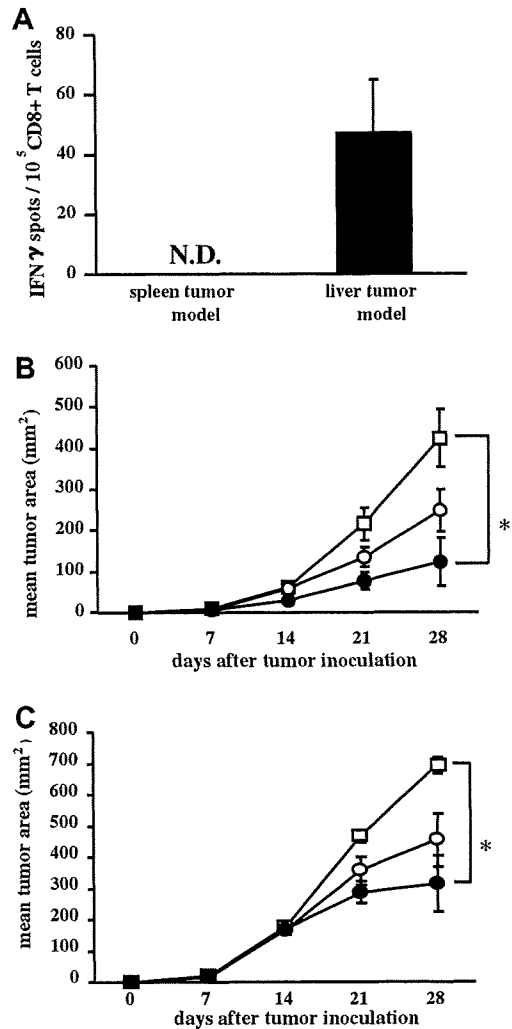 A
IFNγ spots / 10⁵ CD8+ T cells
80
60
40
20
0
N.D.
spleen tumor
model
liver tumor
model
B
mean tumor area (mm²)
600
500
400
300
200
100
0
*
0 7 14 21 28
days after tumor inoculation
C
mean tumor area (mm²)
800
700
600
500
400
300
200
100
0
*
0 7 14 21 28
days after tumor inoculation